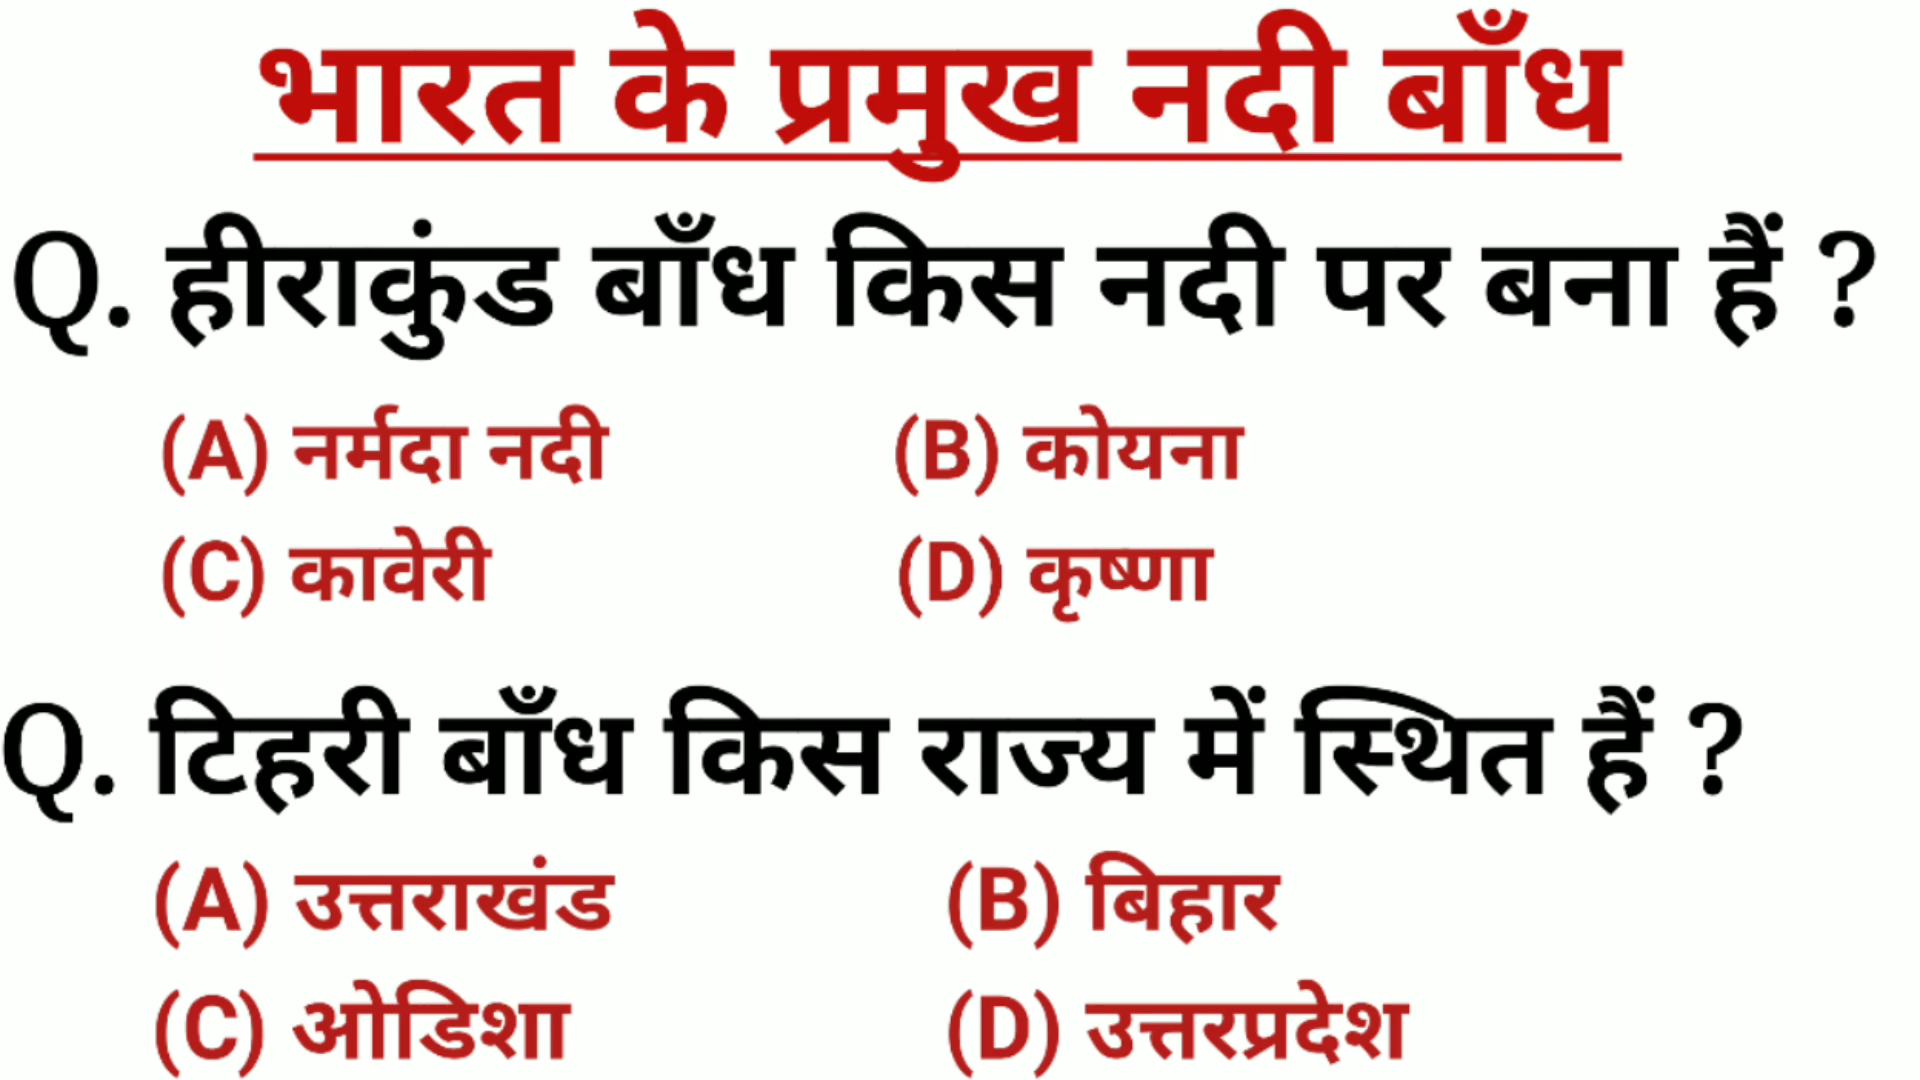 भारत के प्रमुख नदी बाँध
Q. हीराकुंड बाँध किस नदी पर बना हैं ?
(A) नर्मदा नदी (B) कोयना
(C) कावेरी (D) कृष्णा
Q. टिहरी बाँध किस राज्य में स्थित हैं ?
(A) उत्तराखंड (B) बिहार
(C) ओडिशा (D) उत्तरप्रदेश